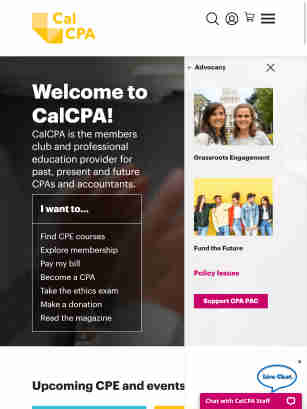 Cal
CPA
Advocacy
Welcome to
CalCPA!
CalCPA is the members
club and professional
education provider for
past, present and future
CPAs and accountants.
I want to...
Find CPE courses
Explore membership
Pay my bill
Become a CPA
Take the ethics exam
Make a donation
Read the magazine
Grassroots Engagement
Fund the Future
Policy Issues
Support CPA PAC
Upcoming CPE and events
Live Chat
Chat with CalCPA Staff